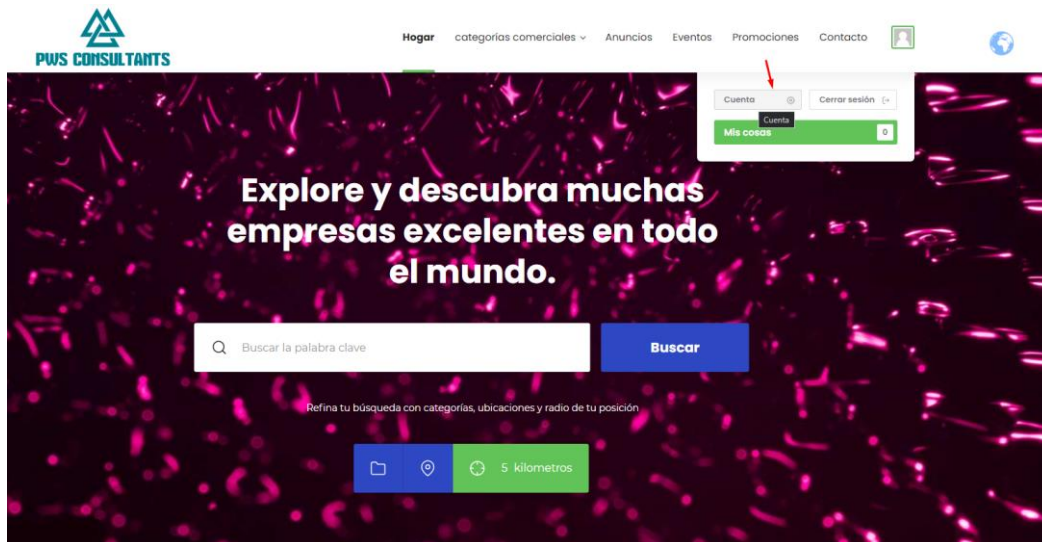 PWS CONSULTANTS
Hogar categorías comerciales Anuncios Eventos Promociones Contacto
Cuenta Cerrar sesión
Cuenta
Mis cosas 0
Explore y descubra muchas
empresas excelentes en todo
el mundo.
Buscar la palabra clave Buscar
Refina tu búsqueda con categorías, ubicaciones y radio de tu posición
5 kilometros